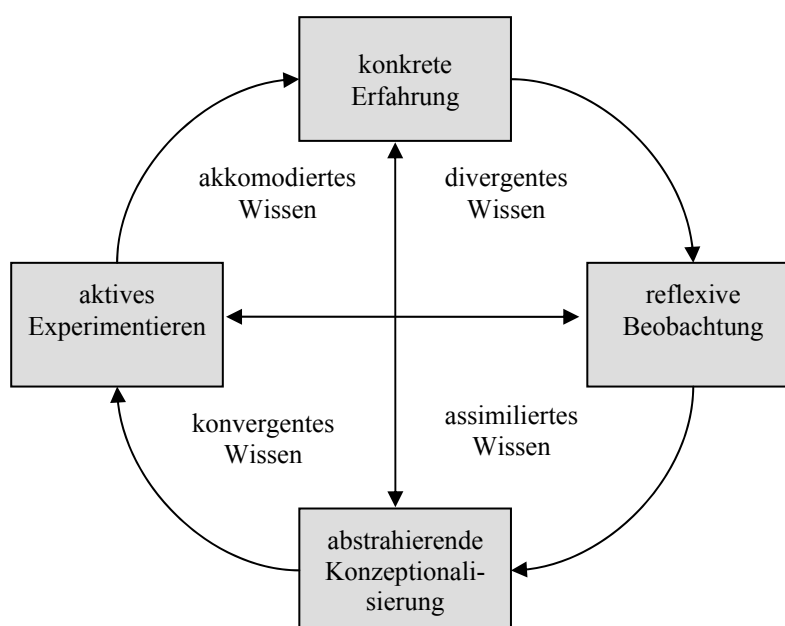 konkrete
Erfahrung
akkomodiertes
Wissen
divergentes
Wissen
aktives
Experimentieren
reflexive
Beobachtung
konvergentes
Wissen
assimiliertes
Wissen
abstrahierende
Konzeptionali-
sierung